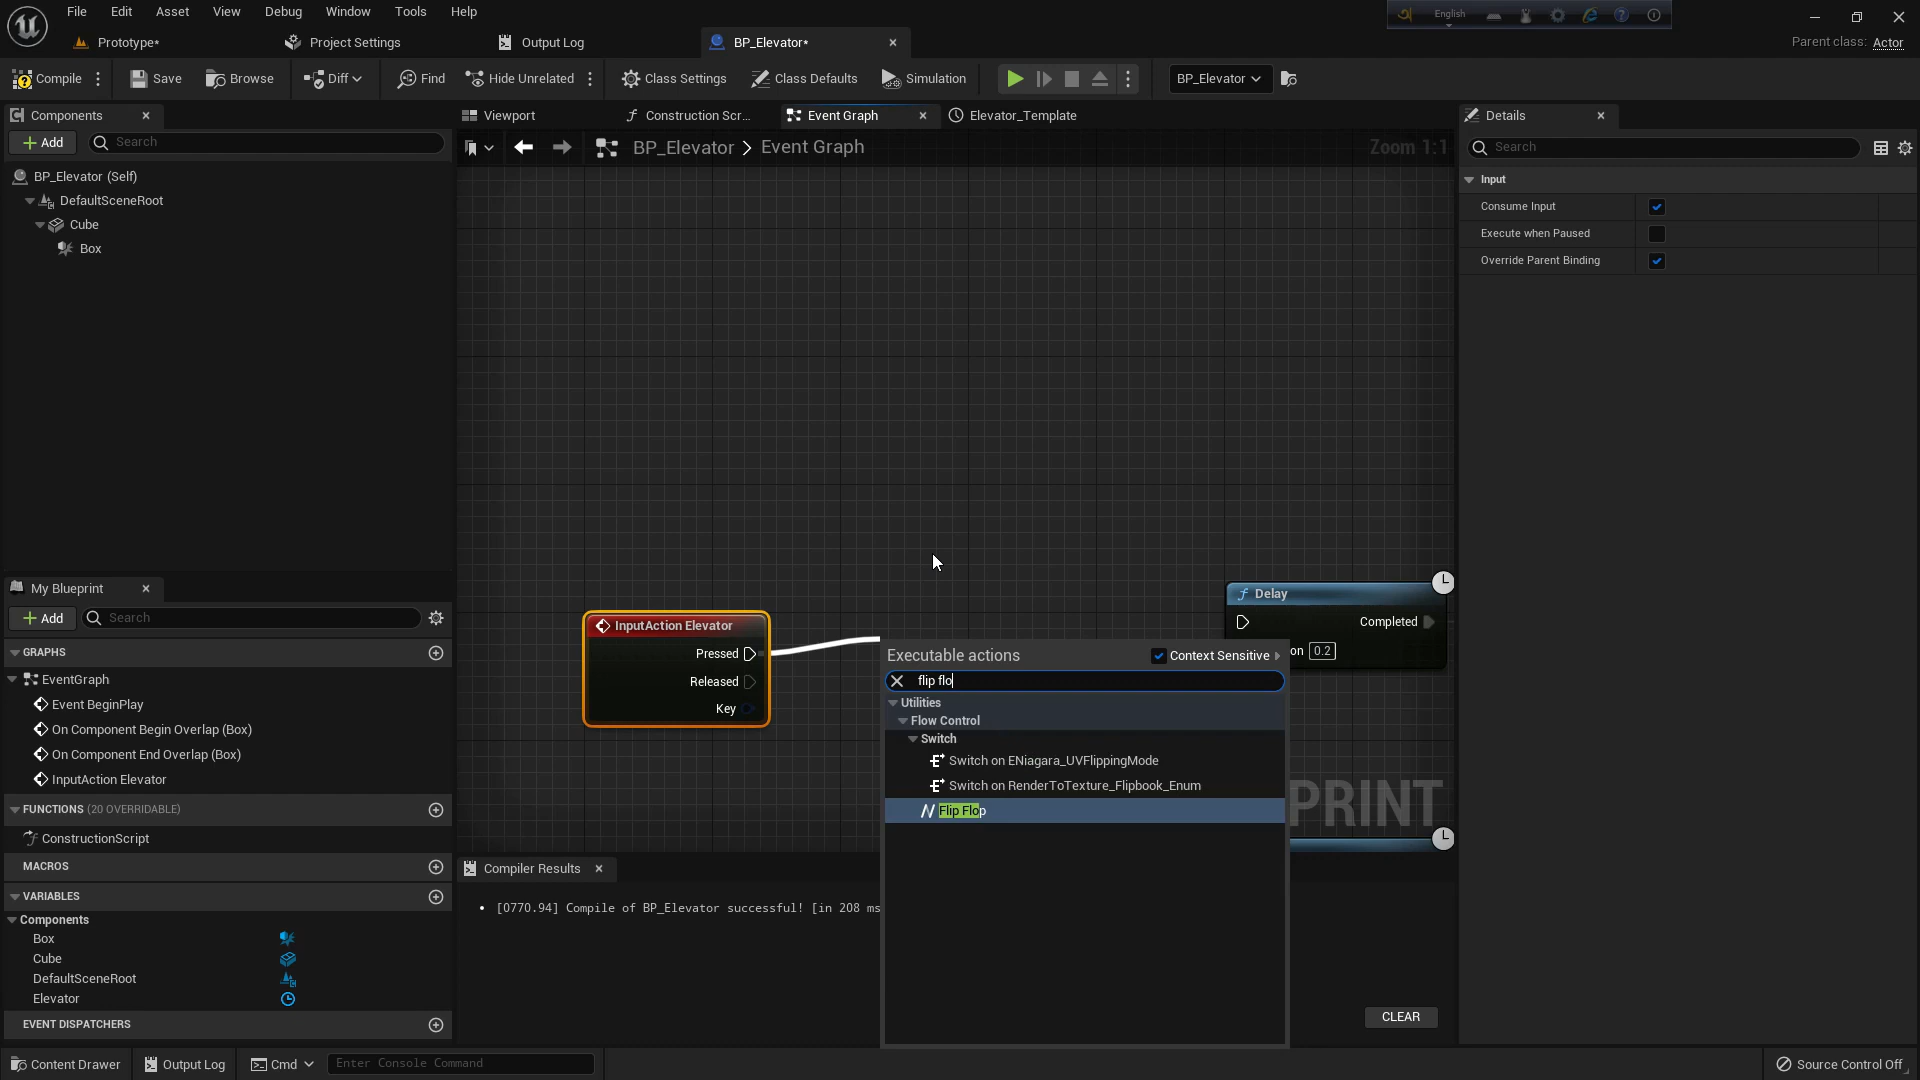 File Edit Asset View Debug Window Tools Help
English
Prototype* Project Settings Output Log BP_Elevator*
Parent class: Actor
Compile Save Browse Diff Find Hide Unrelated Class Settings Class Defaults Simulation BP_Elevator
Components
Add Search
BP_Elevator (Self)
DefaultSceneRoot
Cube
Box
Viewport Construction Scr... Event Graph Elevator_Template
BP_Elevator > Event Graph Zoom 1:1
InputAction Elevator
Pressed
Released
Key
Delay
Completed
on 0.2
PRINT
Executable actions Context Sensitive
flip flo
Utilities
Flow Control
Switch
Switch on ENiagara_UVFlippingMode
Switch on RenderToTexture_Flipbook_Enum
Flip Flop
Details
Search
Input
Consume Input
Execute when Paused
Override Parent Binding
My Blueprint
Add Search
GRAPHS
EventGraph
Event BeginPlay
On Component Begin Overlap (Box)
On Component End Overlap (Box)
InputAction Elevator
FUNCTIONS (20 OVERRIDABLE)
ConstructionScript
MACROS
VARIABLES
Components
Box
Cube
DefaultSceneRoot
Elevator
EVENT DISPATCHERS
Compiler Results
• [0770.94] Compile of BP_Elevator successful! [in 208 ms
CLEAR
Content Drawer Output Log Cmd Enter Console Command Source Control Off